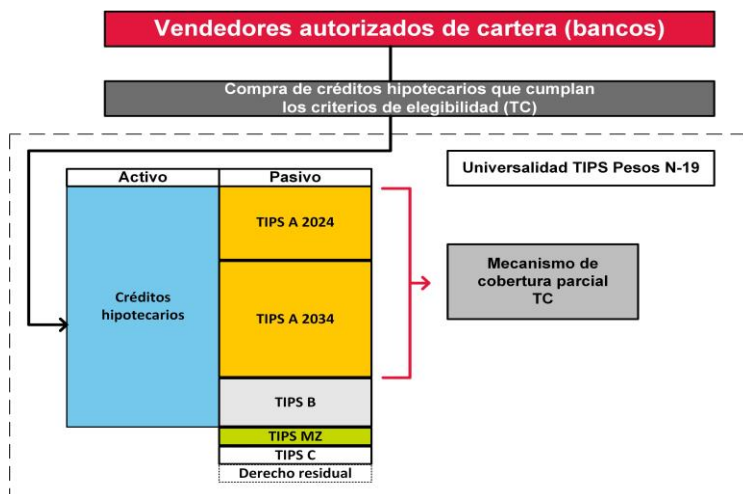 Vendedores autorizados de cartera (bancos)
Compra de créditos hipotecarios que cumplan
los criterios de elegibilidad (TC)
Universalidad TIPS Pesos N-19
Activo
Pasivo
Créditos
hipotecarios
TIPS A 2024
TIPS A 2034
TIPS B
TIPS MZ
TIPS C
Derecho residual
Mecanismo de
cobertura parcial
TC